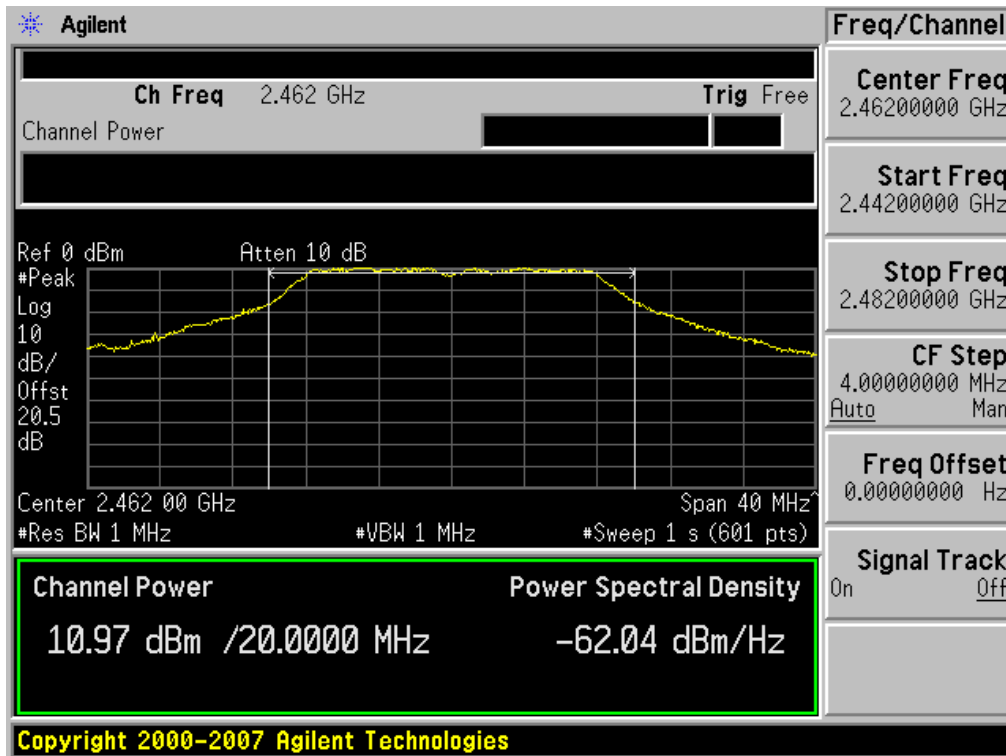 Agilent
Freq/Channel
Ch Freq 2.462 GHz Trig Free
Channel Power
Ref 0 dBm Atten 10 dB
#Peak
Log
10
dB/
Offst
20.5
dB
Center 2.462 00 GHz Span 40 MHz^
#Res BW 1 MHz #VBW 1 MHz #Sweep 1 s (601 pts)
Channel Power Power Spectral Density
10.97 dBm /20.0000 MHz -62.04 dBm/Hz
Center Freq
2.46200000 GHz
Start Freq
2.44200000 GHz
Stop Freq
2.48200000 GHz
CF Step
4.00000000 MHz
Auto Man
Freq Offset
0.00000000 Hz
Signal Track
On Off
Copyright 2000-2007 Agilent Technologies